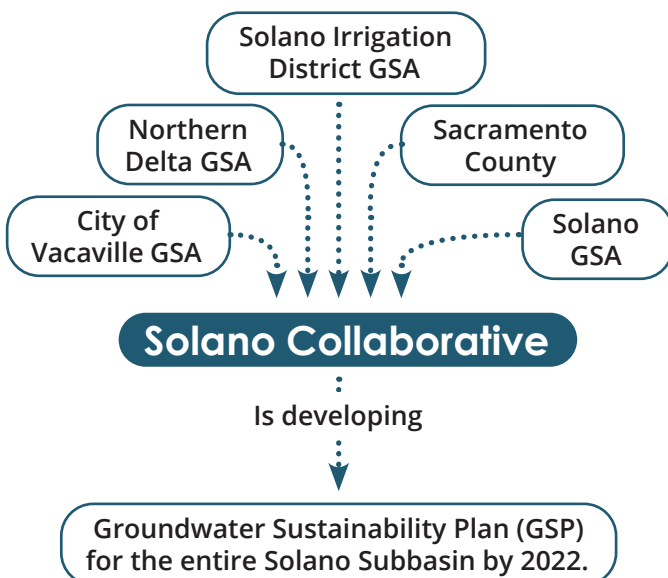 Solano Irrigation
District GSA
Northern
Delta GSA
Sacramento
County
City of
Vacaville GSA
Solano
GSA
Solano Collaborative
Is developing
Groundwater Sustainability Plan (GSP)
for the entire Solano Subbasin by 2022.